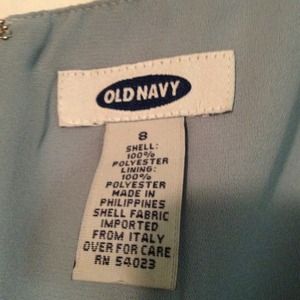 OLD NAVY
8
SHELL:
100%
POLYESTER
LINING:
100%
POLYESTER
MADE IN
PHILIPPINES
SHELL FABRIC
IMPORTED
FROM ITALY
OVER FOR CARE
RN 54023